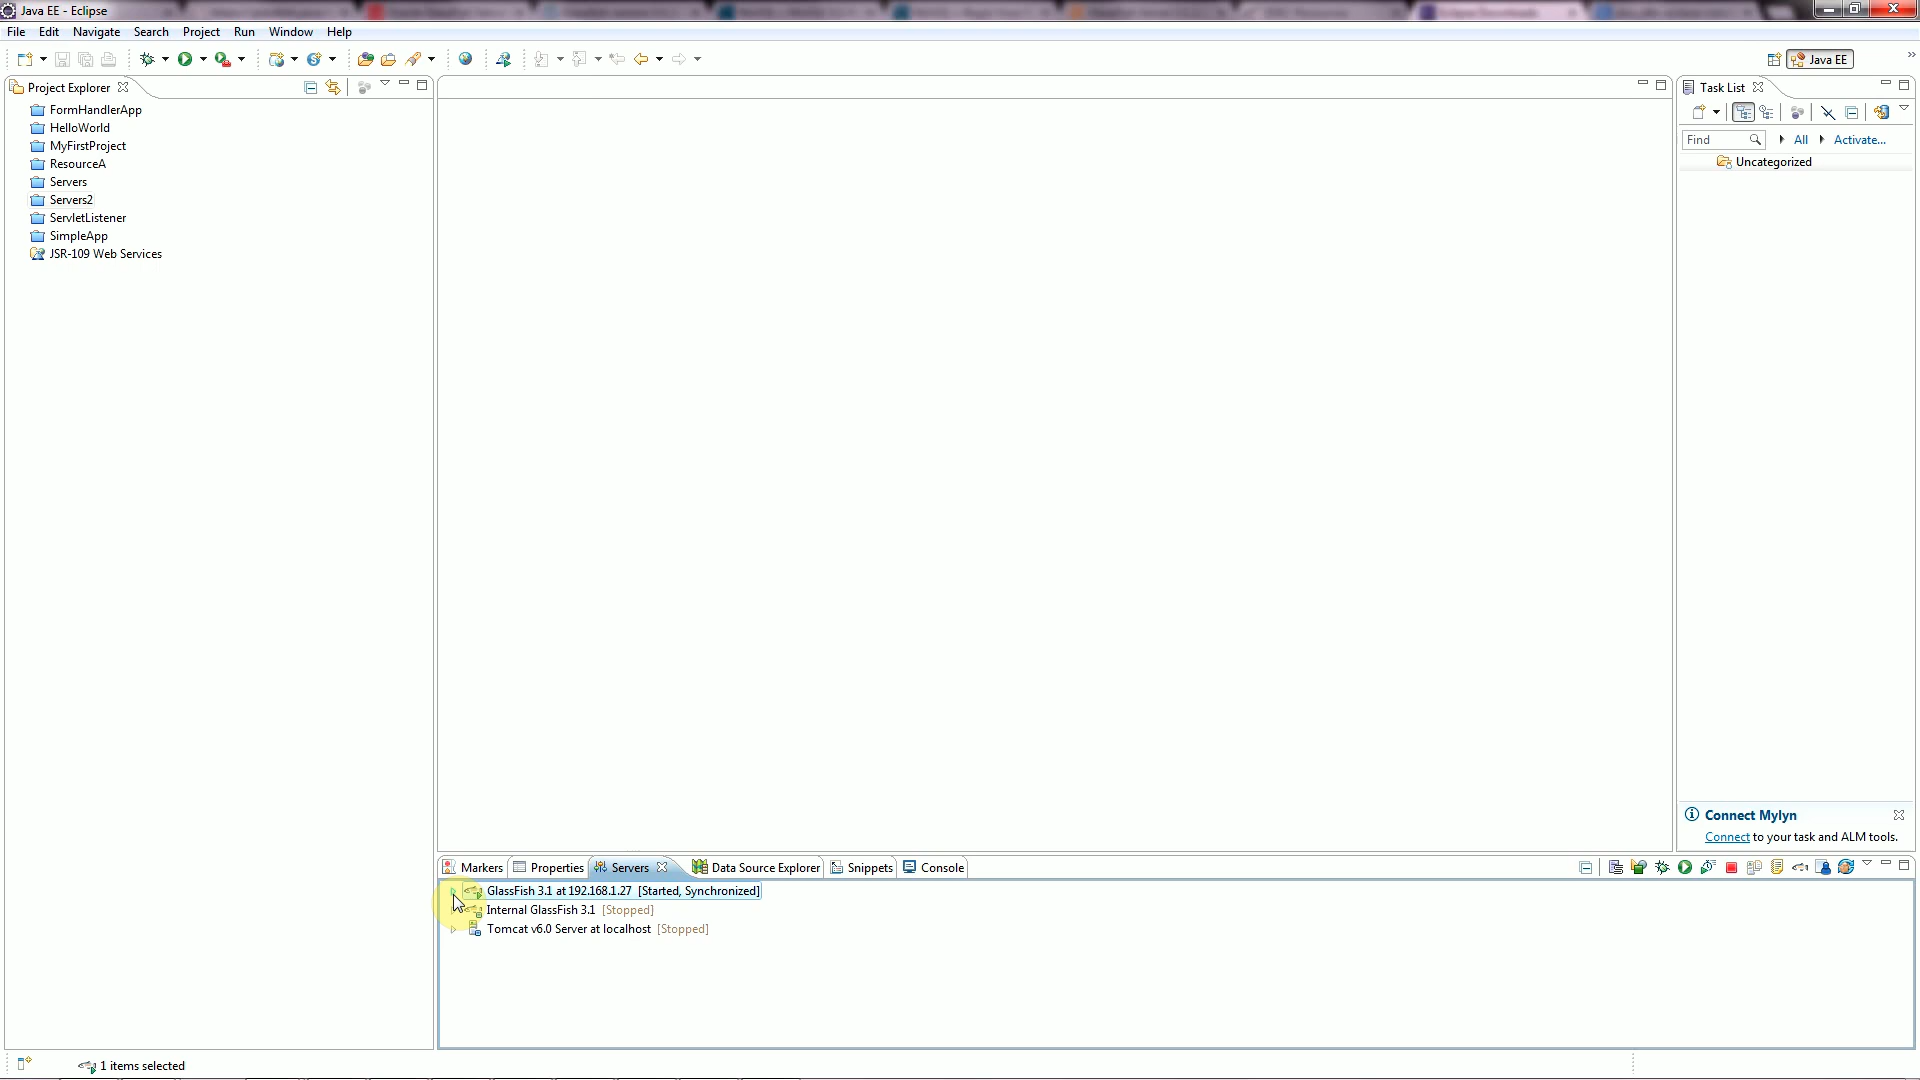 Java EE - Eclipse
File Edit Navigate Search Project Run Window Help
Java EE
Project Explorer
FormHandlerApp
HelloWorld
MyFirstProject
ResourceA
Servers
Servers2
ServletListener
SimpleApp
JSR-109 Web Services
Task List
Find All Activate...
Uncategorized
Connect Mylyn
Connect to your task and ALM tools.
Markers Properties Servers Data Source Explorer Snippets Console
GlassFish 3.1 at 192.168.1.27 [Started, Synchronized]
Internal GlassFish 3.1 [Stopped]
Tomcat v6.0 Server at localhost [Stopped]
1 items selected